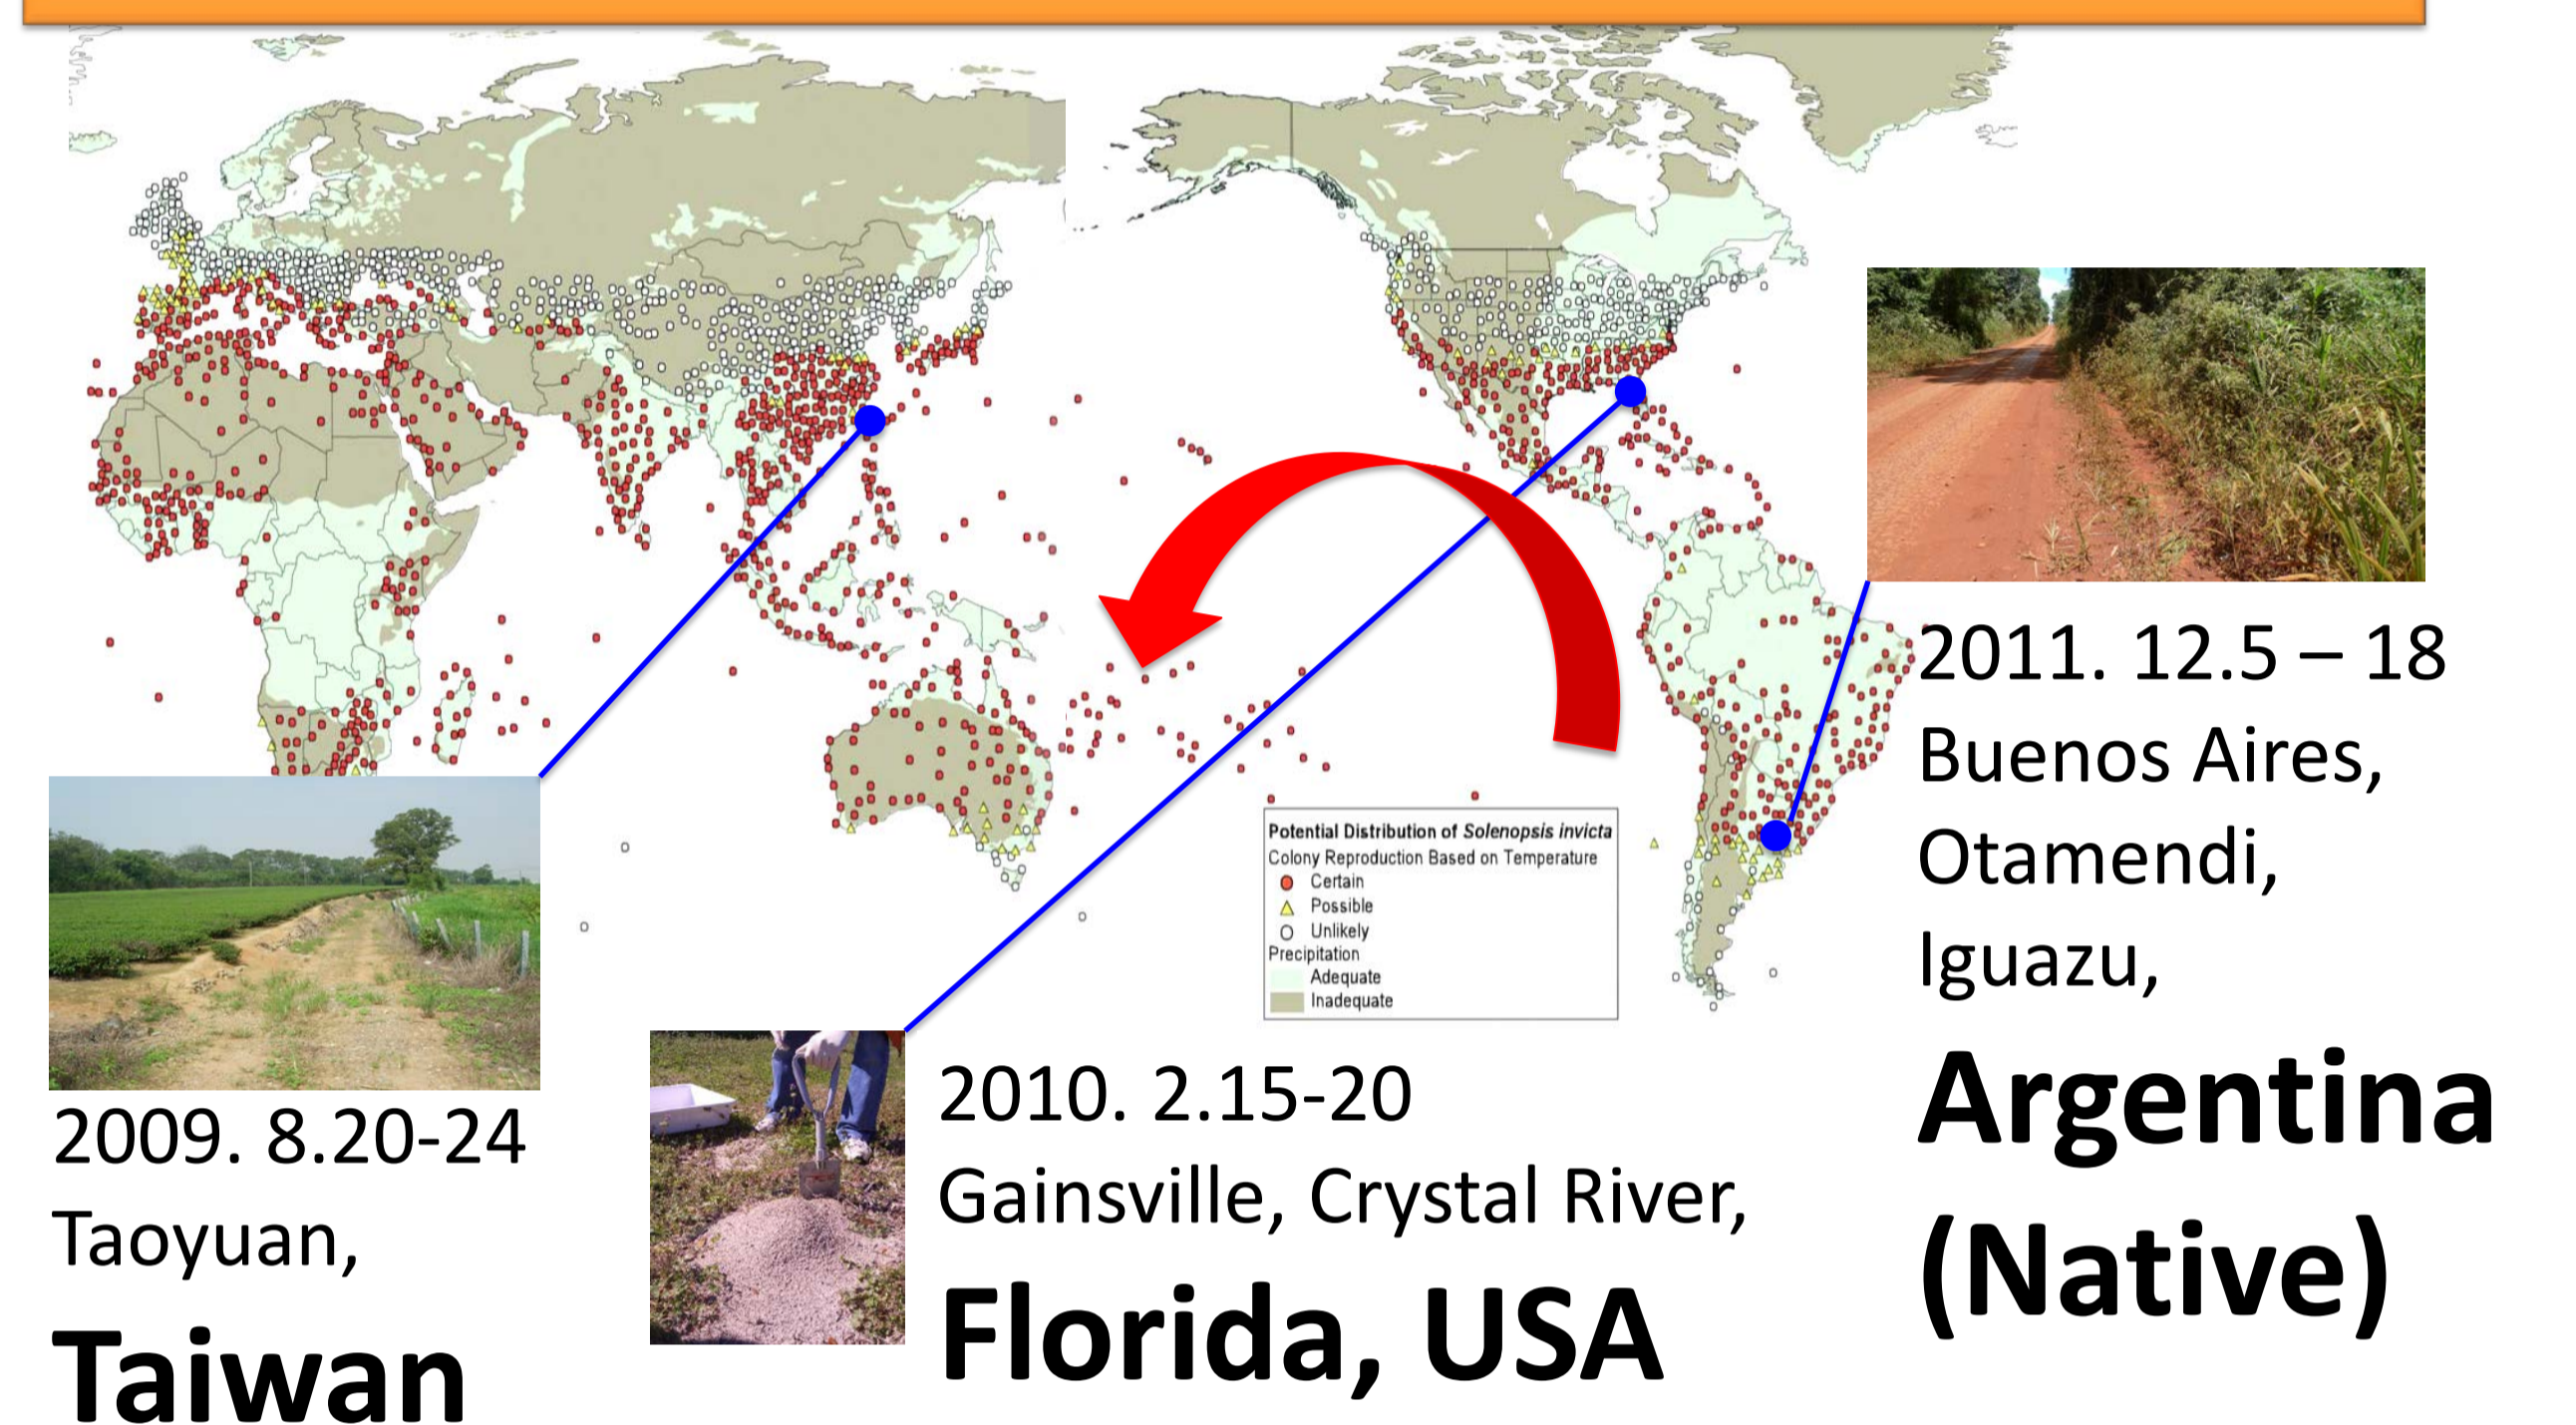 2011. 12.5 – 18
Buenos Aires,
Otamendi,
Iguazu,
Argentina
(Native)
Potential Distribution of Solenopsis invicta
Colony Reproduction Based on Temperature
Certain
Possible
Unlikely
Precipitation
Adequate
Inadequate
2009. 8.20-24
Taoyuan,
Taiwan
2010. 2.15-20
Gainsville, Crystal River,
Florida, USA